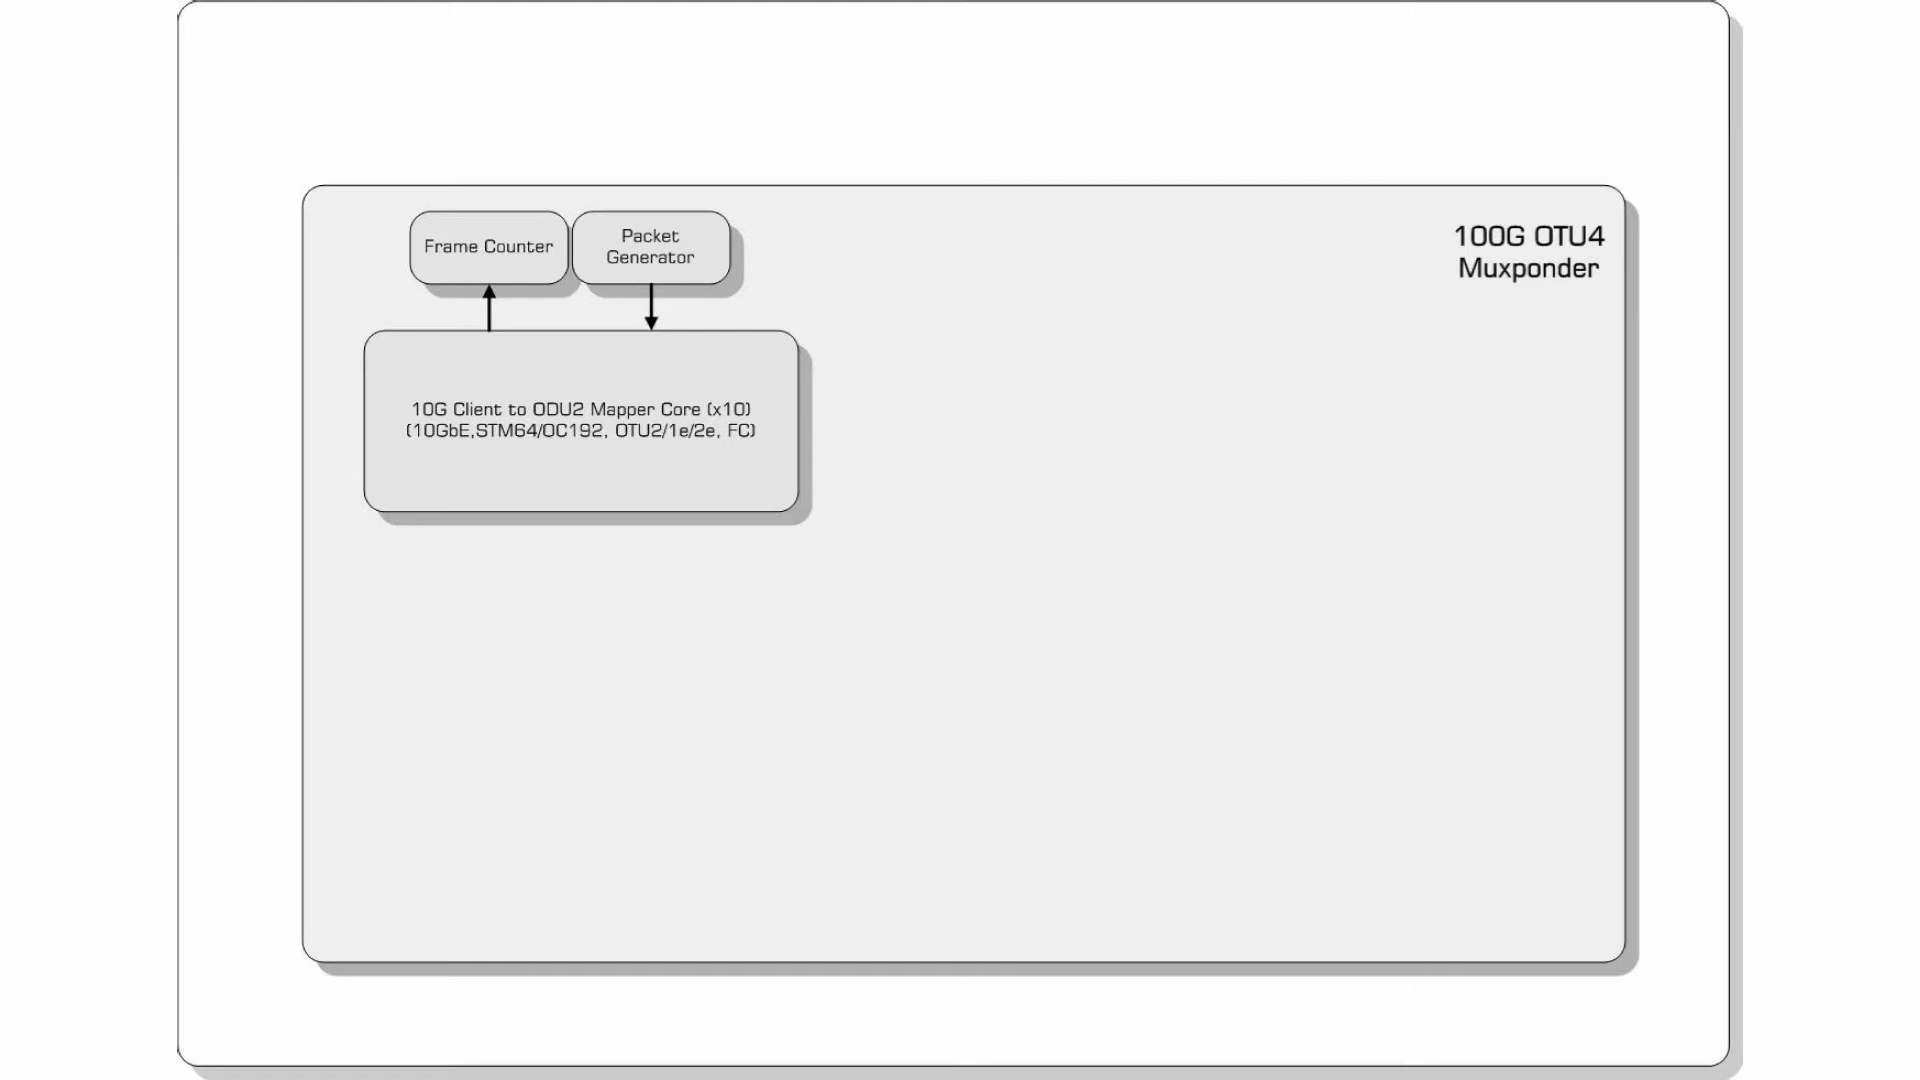 Frame Counter
Packet
Generator
100G OTU4
Muxponder
10G Client to ODU2 Mapper Core (x10)
(10GbE,STM64/OC192, OTU2/1e/2e, FC)